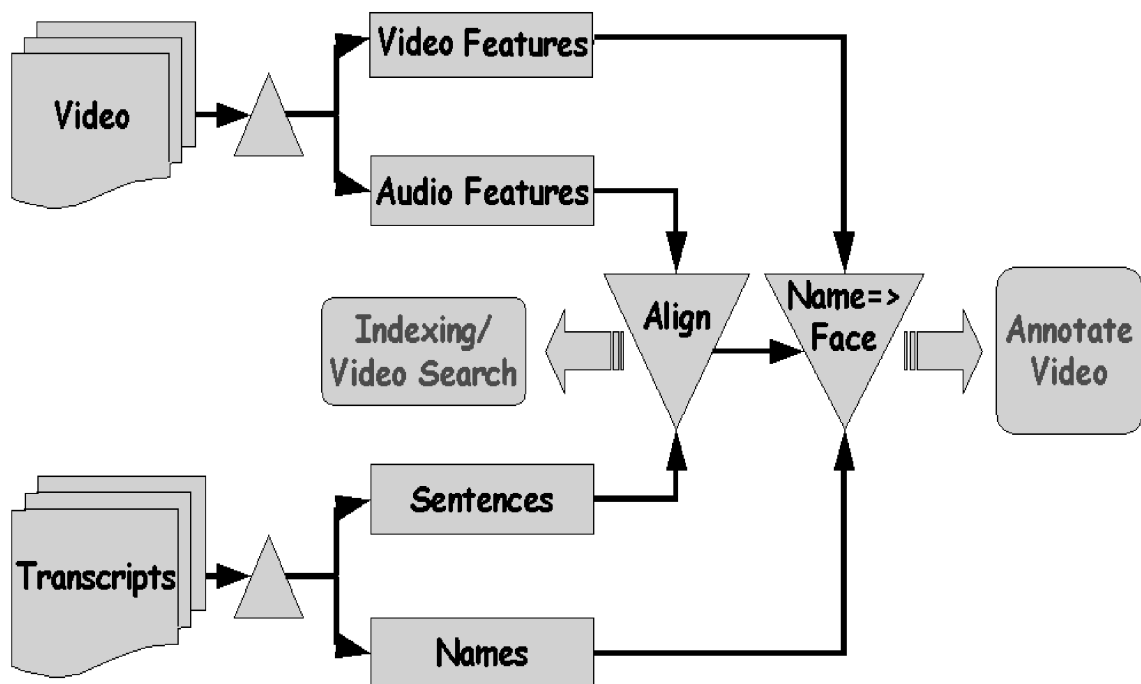 Video
Video Features
Audio Features
Align
Name=>
Face
Indexing/
Video Search
Annotate
Video
Transcripts
Sentences
Names